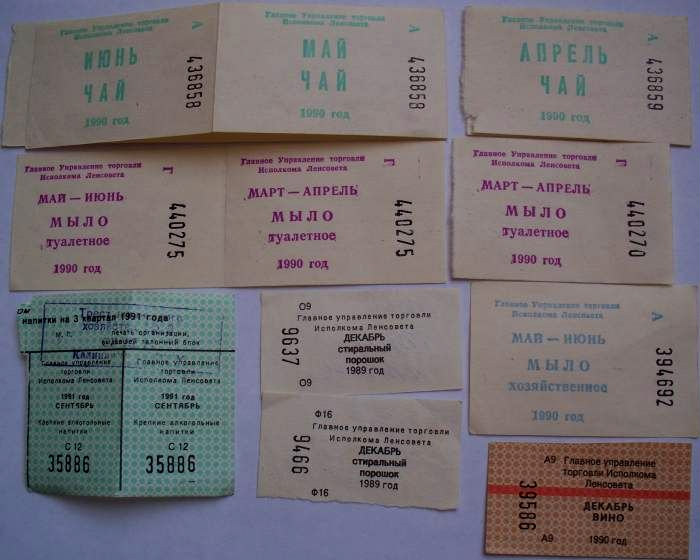 Главное Управление торговли
Исполкома Ленсовета
А
ИЮНЬ
ЧАЙ
1990 год
436858
Главное Управление торговли
Исполкома Ленсовета
А
МАЙ
ЧАЙ
1990 год
436858
Главное Управление торговли
Исполкома Ленсовета
А
АПРЕЛЬ
ЧАЙ
1990 год
436859
Главное Управление торговли
Исполкома Ленсовета
Г
МАЙ — ИЮНЬ
МЫЛО
туалетное
1990 год
440275
Главное Управление торговли
Исполкома Ленсовета
Г
МАРТ — АПРЕЛЬ
МЫЛО
туалетное
1990 год
440275
Главное Управление торговли
Исполкома Ленсовета
Г
МАРТ — АПРЕЛЬ
МЫЛО
туалетное
1990 год
440270
напитки на 3 квартал 1991 года
М. П. печать организации,
выдавшей талонный блок
Главное управление
торговли
Исполкома Ленсовета
1991 год
СЕНТЯБРЬ
Крепкие алкогольные
напитки
С 12
35886
Главное управление
торговли
Исполкома Ленсовета
1991 год
СЕНТЯБРЬ
Крепкие алкогольные
напитки
С 12
35886
О9
Главное управление торговли
Исполкома Ленсовета
ДЕКАБРЬ
стиральный
порошок
1989 год
9637
О9
Ф16
Главное управление торговли
Исполкома Ленсовета
ДЕКАБРЬ
стиральный
порошок
1989 год
9466
Ф16
Главное Управление торговли
Исполкома Ленсовета
А
МАЙ — ИЮНЬ
МЫЛО
хозяйственное
1990 год
394692
А9 Главное управление
торговли Исполкома
Ленсовета
ДЕКАБРЬ
ВИНО
39586
А9 1990 год